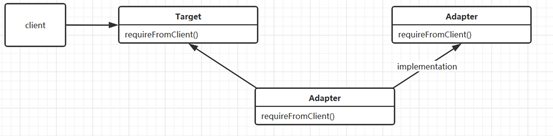 client
Target
requireFromClient()
Adapter
requireFromClient()
implementation
Adapter
requireFromClient()